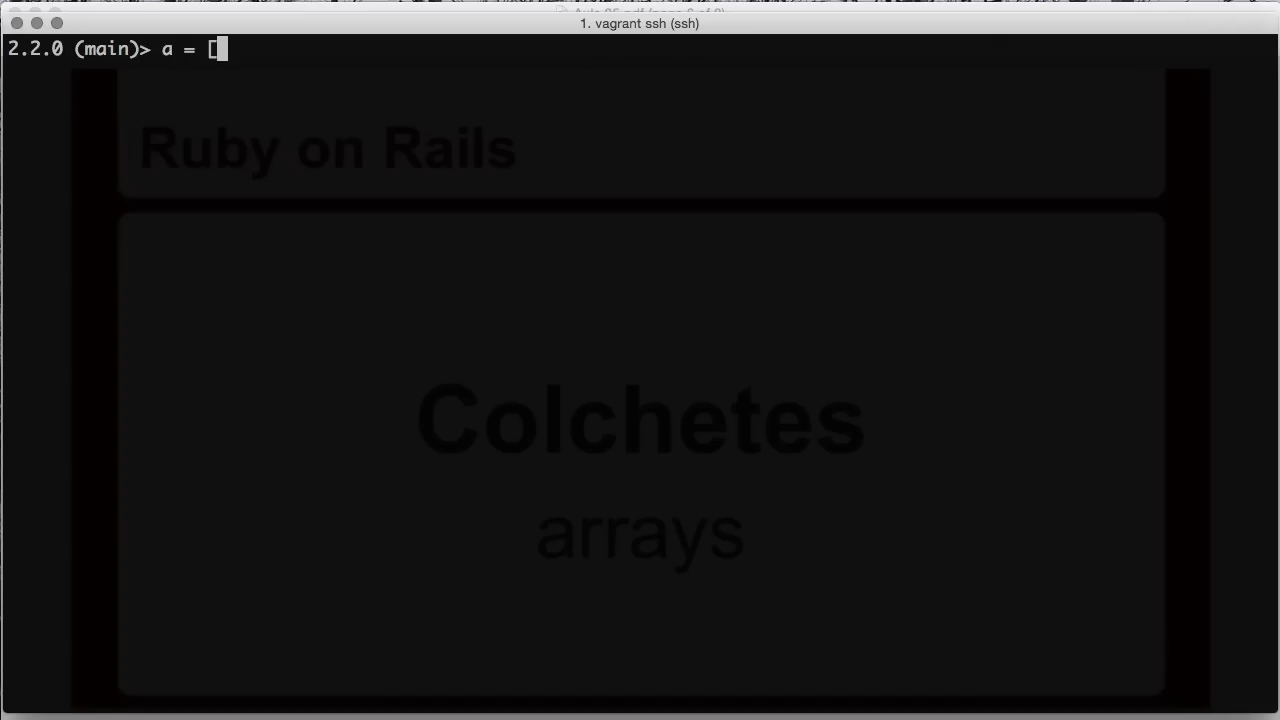 1. vagrant ssh (ssh)
2.2.0 (main)> a = [
Ruby on Rails
Colchetes
arrays